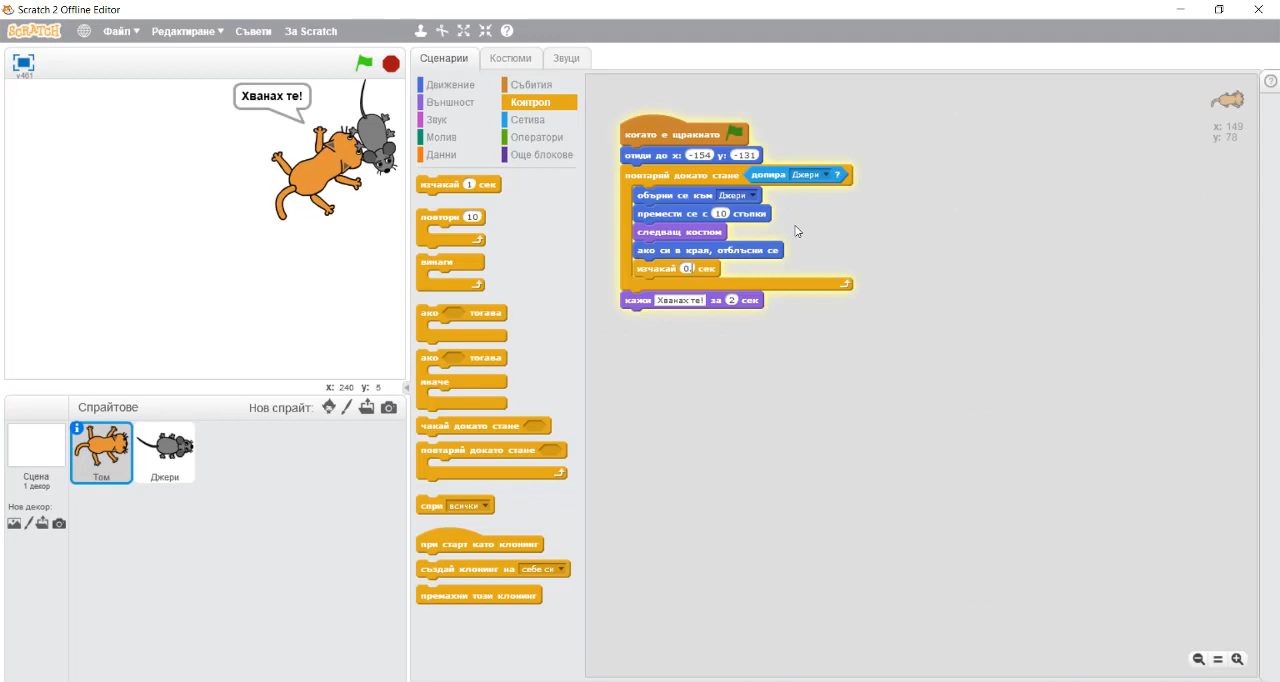 Scratch 2 Offline Editor
SCRATCH Файл Редактиране Съвети За Scratch
v461
Хванах те!
x: 240 y: 5
Спрайтове Нов спрайт:
Сцена
1 декор
Нов декор:
Том
Джери
Сценарии Костюми Звуци
Движение Събития
Външност Контрол
Звук Сетива
Молив Оператори
Данни Още блокове
изчакай 1 сек
повтори 10
винаги
ако тогава
ако тогава
иначе
чакай докато стане
повтаряй докато стане
спри всички
при старт като клонинг
създай клонинг на себе си
премахни този клонинг
когато е щракнато
отиди до x: -154 y: -131
повтаряй докато стане допира Джери ?
обърни се към Джери
премести се с 10 стъпки
следващ костюм
ако си в края, отблъсни се
изчакай 0. сек
кажи Хванах те! за 2 сек
x: 149
y: 78